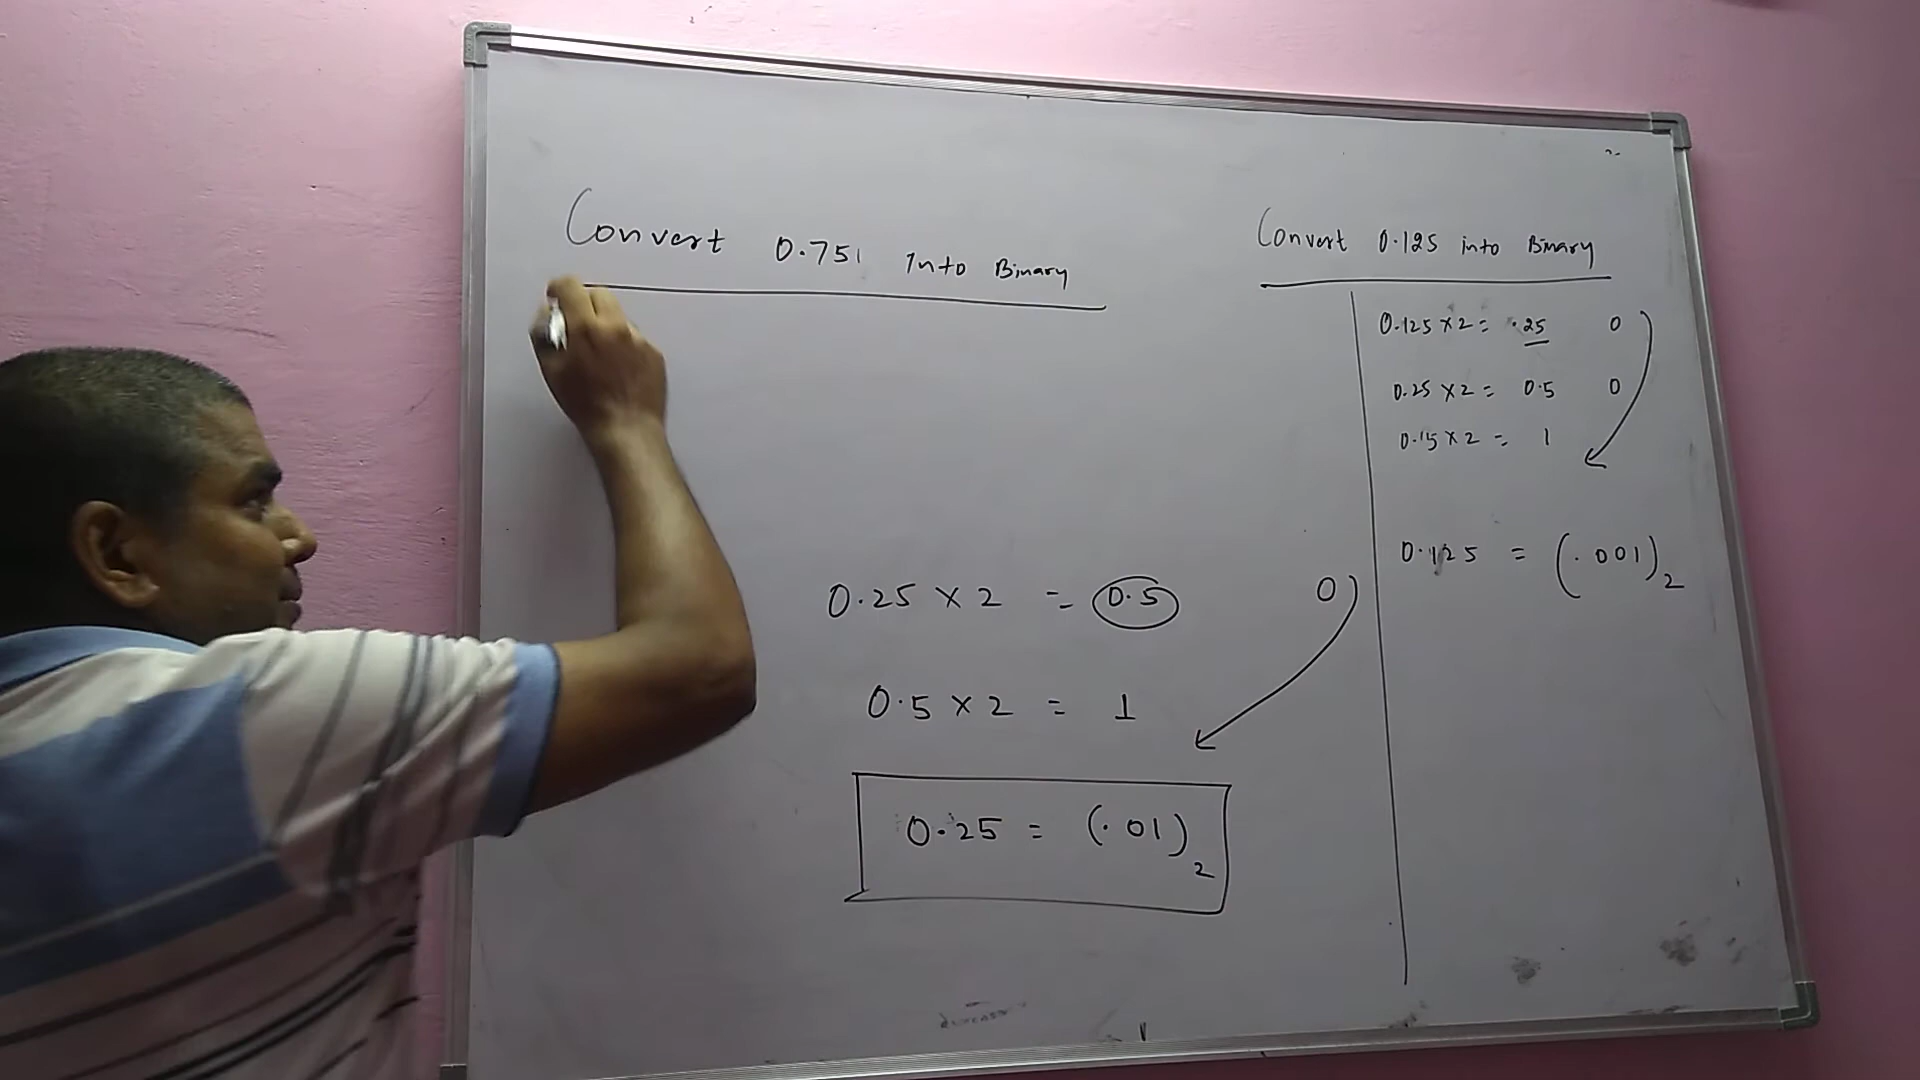 Convert 0.751 Into Binary
0.25 × 2 = 0.5 0
0.5 × 2 = 1
0.25 = (.01)2
Convert 0.125 into Binary
0.125 × 2 = .25 0
0.25 × 2 = 0.5 0
0.15 × 2 = 1
0.125 = (.001)2